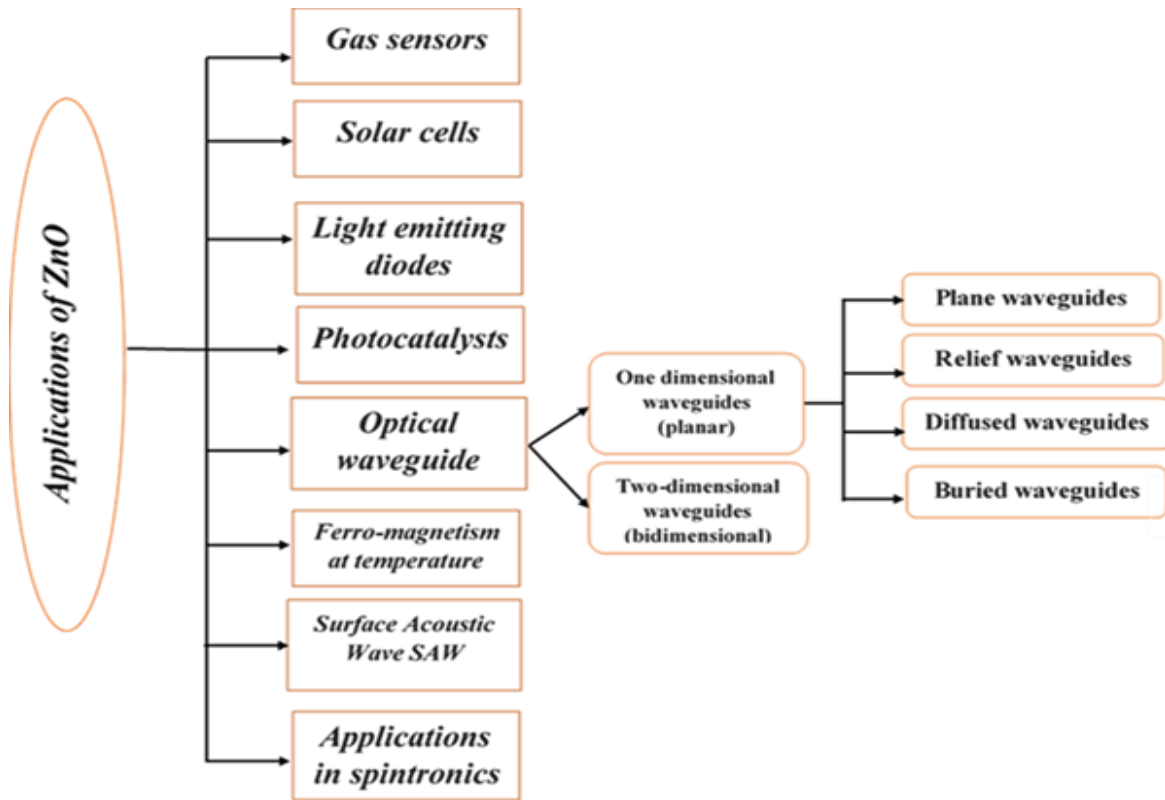 Applications of ZnO
Gas sensors
Solar cells
Light emitting
diodes
Photocatalysts
Optical
waveguide
Ferro-magnetism
at temperature
Surface Acoustic
Wave SAW
Applications
in spintronics
One dimensional
waveguides
(planar)
Two-dimensional
waveguides
(bidimensional)
Plane waveguides
Relief waveguides
Diffused waveguides
Buried waveguides